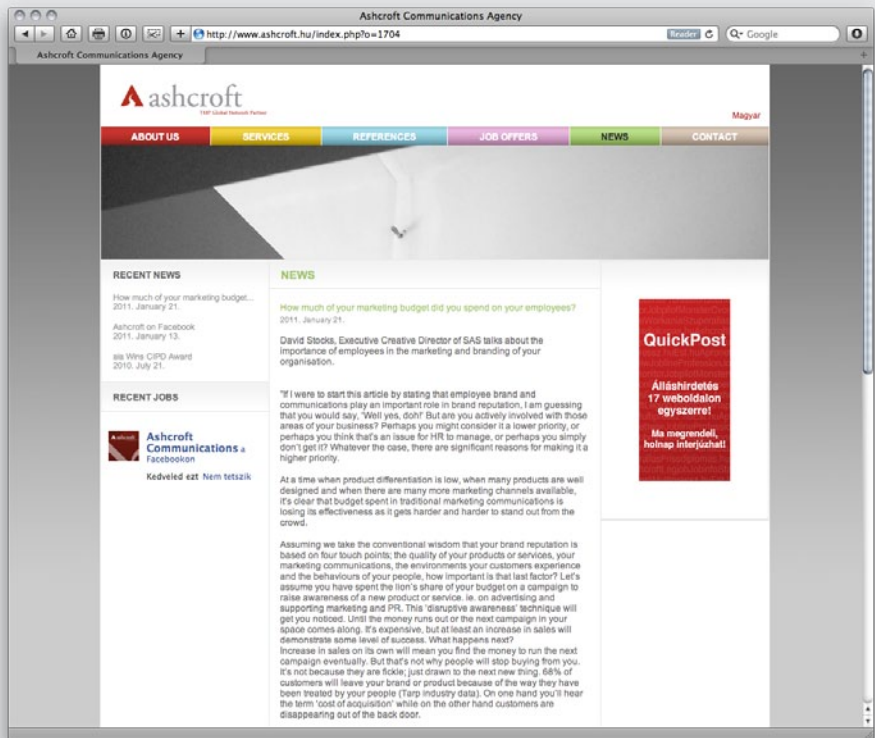 Ashcroft Communications Agency
http://www.ashcroft.hu/index.php?o=1704
Reader
Google
Ashcroft Communications Agency
ashcroft
Magyar
ABOUT US
SERVICES
REFERENCES
JOB OFFERS
NEWS
CONTACT
RECENT NEWS
How much of your marketing budget...
2011. January 21.
Ashcroft on Facebook
2011. January 13.
sia Wins CIPD Award
2010. July 21.
RECENT JOBS
Ashcroft
Communications a
Facebookon
Kedveled ezt Nem tetszik
NEWS
How much of your marketing budget did you spend on your employees?
2011. January 21.
David Stocks, Executive Creative Director of SAS talks about the
importance of employees in the marketing and branding of your
organisation.
"If I were to start this article by stating that employee brand and
communications play an important role in brand reputation, I am guessing
that you would say, 'Well yes, doh!' But are you actively involved with those
areas of your business? Perhaps you might consider it a lower priority, or
perhaps you think that's an issue for HR to manage, or perhaps you simply
don't get it? Whatever the case, there are significant reasons for making it a
higher priority.
At a time when product differentiation is low, when many products are well
designed and when there are many more marketing channels available,
it's clear that budget spent in traditional marketing communications is
losing its effectiveness as it gets harder and harder to stand out from the
crowd.
Assuming we take the conventional wisdom that your brand reputation is
based on four touch points; the quality of your products or services, your
marketing communications, the environments your customers experience
and the behaviours of your people, how important is that last factor? Let's
assume you have spent the lion's share of your budget on a campaign to
raise awareness of a new product or service. ie. on advertising and
supporting marketing and PR. This 'disruptive awareness' technique will
get you noticed. Until the money runs out or the next campaign in your
space comes along. It's expensive, but at least an increase in sales will
demonstrate some level of success. What happens next?
Increase in sales on its own will mean you find the money to run the next
campaign eventually. But that's not why people will stop buying from you.
It's not because they are fickle; just drawn to the next new thing. 68% of
customers will leave your brand or product because of the way they have
been treated by your people (Tarp industry data). On one hand you'll hear
the term 'cost of acquisition' while on the other hand customers are
disappearing out of the back door.
QuickPost
Álláshirdetés
17 weboldalon
egyszerre!
Ma megrendeli,
holnap interjúzhat!